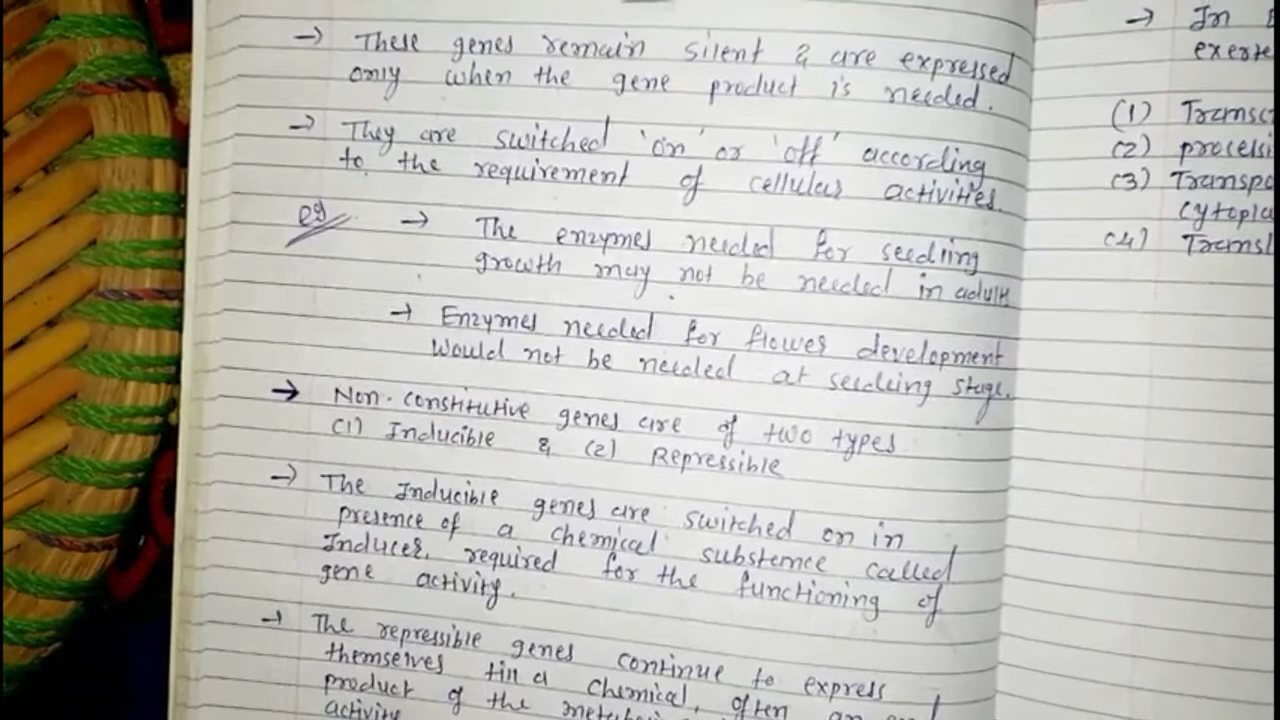 → These genes remain silent & are expressed
only when the gene product is needed.
→ They are switched 'on' or 'off' according
to the requirement of cellular activities.
eg → The enzymes needed for seedling
growth may not be needed in adult
→ Enzymes needed for flower development
would not be needed at seedling stage.
→ Non-constitutive genes are of two types
(1) Inducible & (2) Repressible
→ The Inducible genes are switched on in
presence of a chemical substance called
Inducer, required for the functioning of
gene activity.
→ The repressible genes continue to express
themselves till a chemical, often an
product of the
activity
→ In
(1)
(2)
(3)
(4)